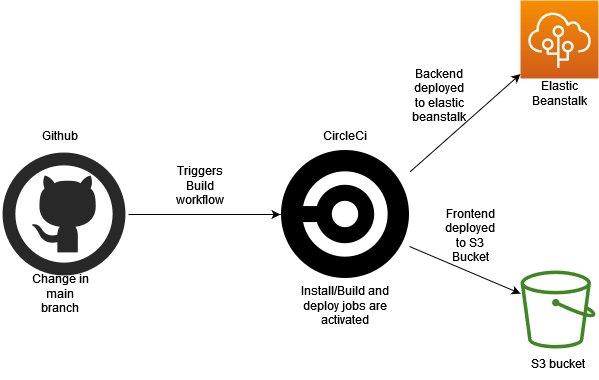 Github
Change in
main
branch
Triggers
Build
workflow
CircleCi
Install/Build and
deploy jobs are
activated
Backend
deployed
to elastic
beanstalk
Elastic
Beanstalk
Frontend
deployed
to S3
Bucket
S3 bucket